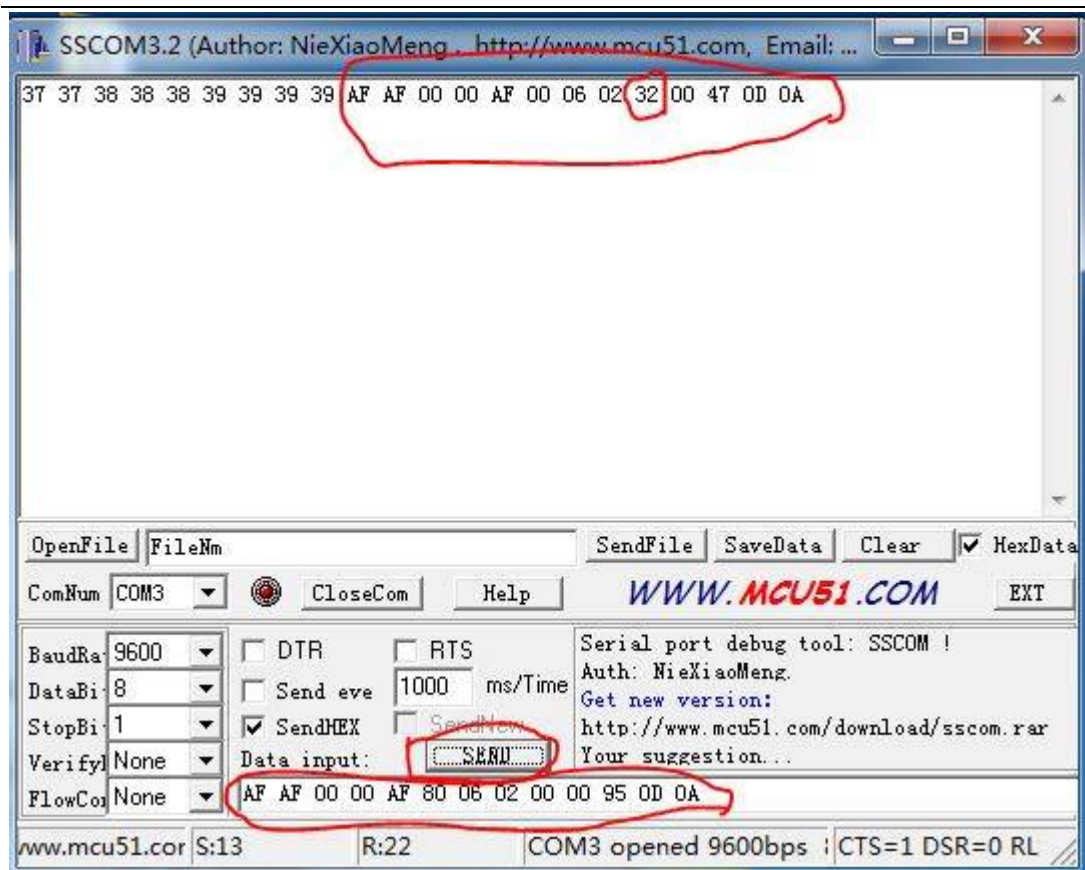 SSCOM3.2 (Author: NieXiaoMeng , http://www.mcu51.com, Email: ...
37 37 38 38 38 39 39 39 39 AF AF 00 00 AF 00 06 02 32 00 47 0D 0A
OpenFile FileNm SendFile SaveData Clear HexData
ComNum COM3 CloseCom Help WWW.MCU51.COM EXT
BaudRa 9600 DTR RTS
DataBi 8 Send eve 1000 ms/Time
StopBi 1 SendHEX SendNew
Verify None Data input: SEND
FlowCo None AF AF 00 00 AF 80 06 02 00 00 95 0D 0A
Serial port debug tool: SSCOM !
Auth: NieXiaoMeng.
Get new version:
http://www.mcu51.com/download/sscom.rar
Your suggestion...
www.mcu51.cor S:13 R:22 COM3 opened 9600bps CTS=1 DSR=0 RL